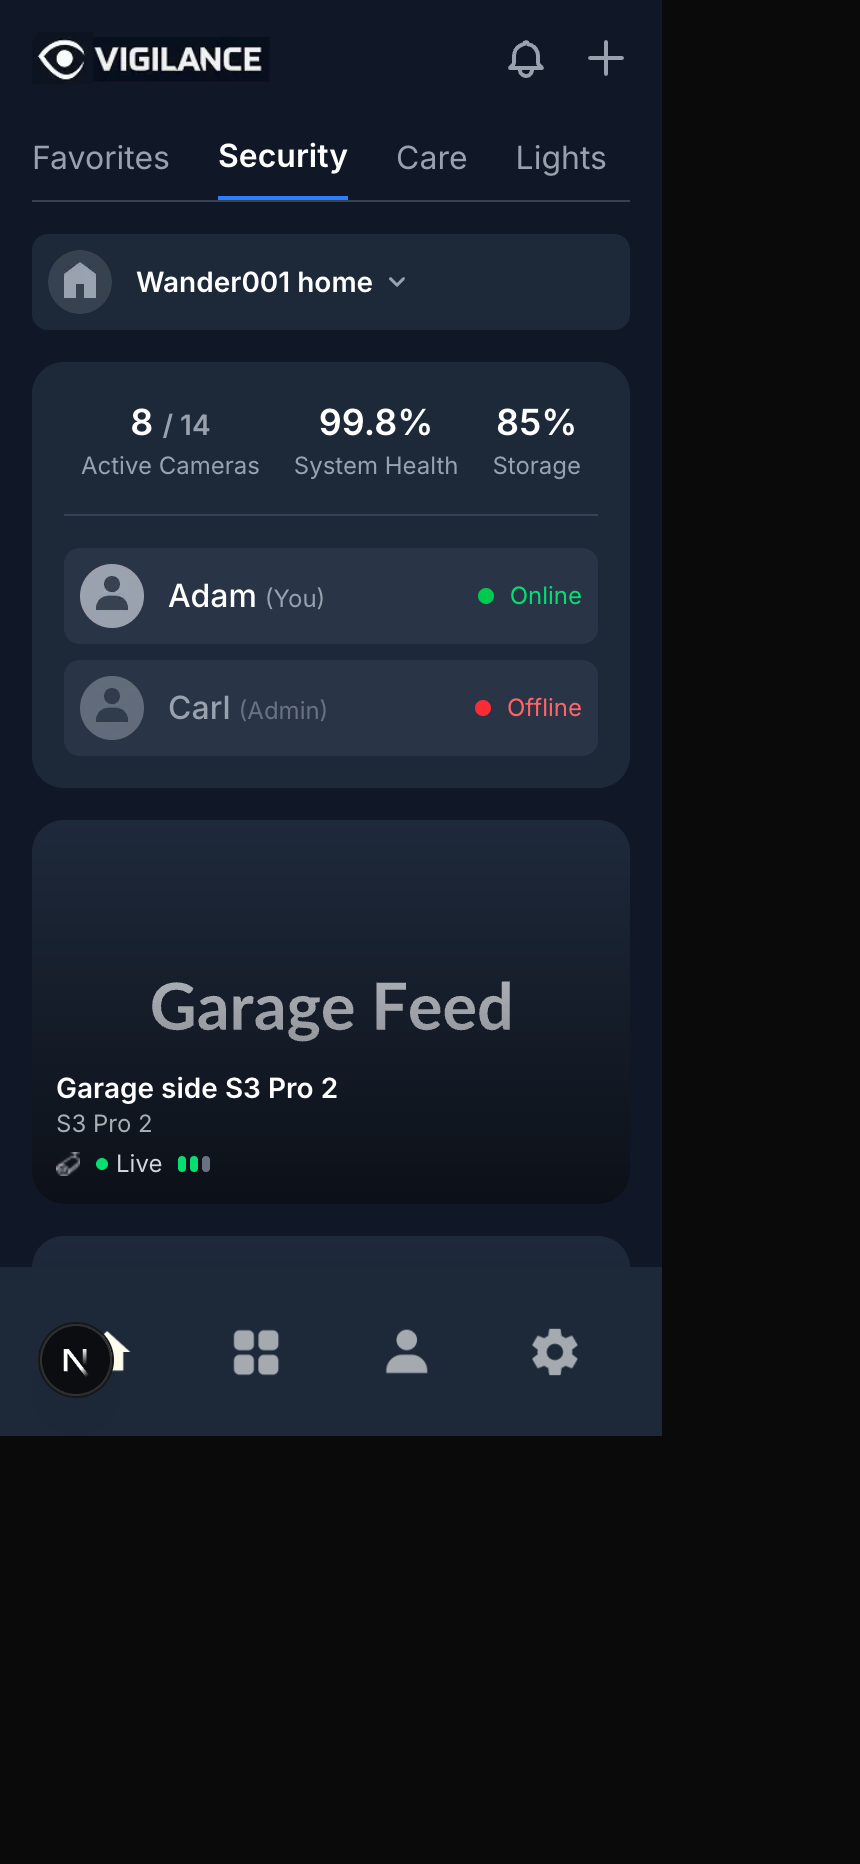 VIGILANCE
Favorites Security Care Lights
Wander001 home
8 / 14 99.8% 85%
Active Cameras System Health Storage
Adam (You) Online
Carl (Admin) Offline
Garage Feed
Garage side S3 Pro 2
S3 Pro 2
Live
N